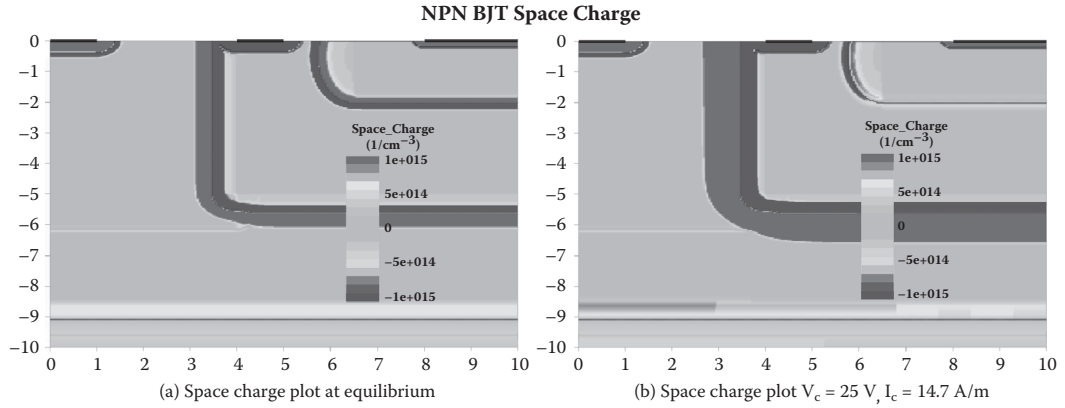 NPN BJT Space Charge
0
−1
−2
−3
−4
−5
−6
−7
−8
−9
−10
0 1 2 3 4 5 6 7 8 9 10
Space_Charge
(1/cm−3)
1e+015
5e+014
0
−5e+014
−1e+015
(a) Space charge plot at equilibrium
0
−1
−2
−3
−4
−5
−6
−7
−8
−9
−10
0 1 2 3 4 5 6 7 8 9 10
Space_Charge
(1/cm−3)
1e+015
5e+014
0
−5e+014
−1e+015
(b) Space charge plot Vc = 25 V, Ic = 14.7 A/m